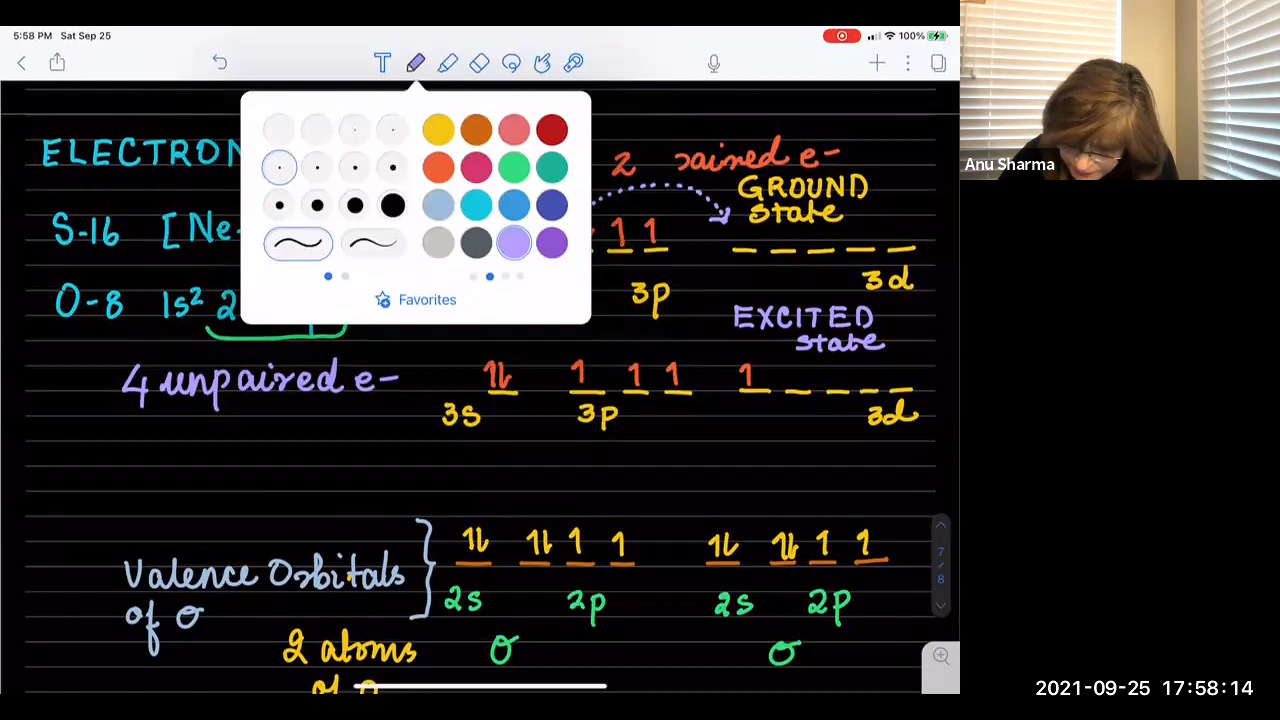 5:58 PM Sat Sep 25
100%
T
ELECTRON
2 paired e-
GROUND
state
S-16 [Ne
1 1
3p
3d
O-8 1s² 2
Favorites
EXCITED
state
4 unpaired e-
3s
1⇂ 1 1 1 1
3p
3d
Valence Orbitals
of O
1⇂ 1⇂ 1 1
1⇂ 1⇂ 1 1
2s 2p
2s 2p
2 atoms
O
O
7
/
8
Anu Sharma
2021-09-25 17:58:14